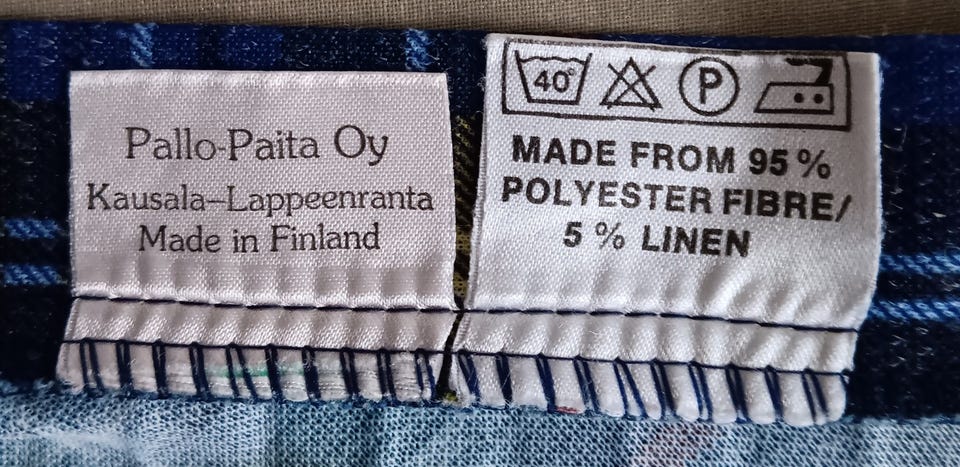 Pallo-Paita Oy
Kausala–Lappeenranta
Made in Finland
40°
P
MADE FROM 95 %
POLYESTER FIBRE/
5 % LINEN